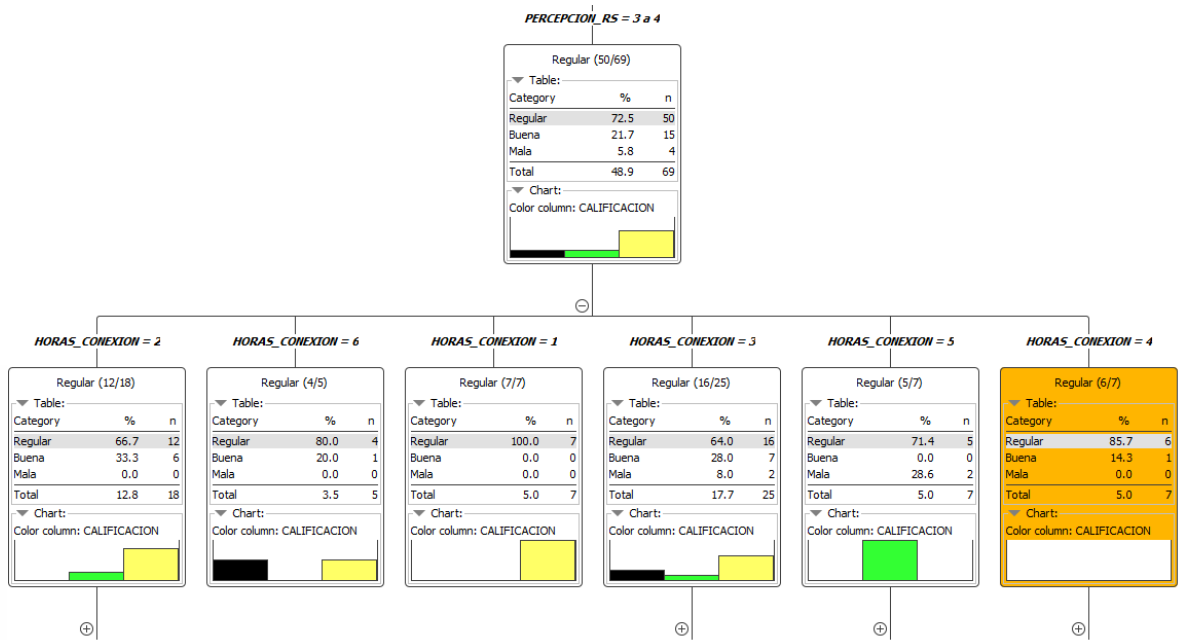 PERCEPCION_RS = 3 a 4
Regular (50/69)
Table:
Category % n
Regular 72.5 50
Buena 21.7 15
Mala 5.8 4
Total 48.9 69
Chart:
Color column: CALIFICACION
HORAS_CONEXION = 2
Regular (12/18)
Table:
Category % n
Regular 66.7 12
Buena 33.3 6
Mala 0.0 0
Total 12.8 18
Chart:
Color column: CALIFICACION
HORAS_CONEXION = 6
Regular (4/5)
Table:
Category % n
Regular 80.0 4
Buena 20.0 1
Mala 0.0 0
Total 3.5 5
Chart:
Color column: CALIFICACION
HORAS_CONEXION = 1
Regular (7/7)
Table:
Category % n
Regular 100.0 7
Buena 0.0 0
Mala 0.0 0
Total 5.0 7
Chart:
Color column: CALIFICACION
HORAS_CONEXION = 3
Regular (16/25)
Table:
Category % n
Regular 64.0 16
Buena 28.0 7
Mala 8.0 2
Total 17.7 25
Chart:
Color column: CALIFICACION
HORAS_CONEXION = 5
Regular (5/7)
Table:
Category % n
Regular 71.4 5
Buena 0.0 0
Mala 28.6 2
Total 5.0 7
Chart:
Color column: CALIFICACION
HORAS_CONEXION = 4
Regular (6/7)
Table:
Category % n
Regular 85.7 6
Buena 14.3 1
Mala 0.0 0
Total 5.0 7
Chart:
Color column: CALIFICACION